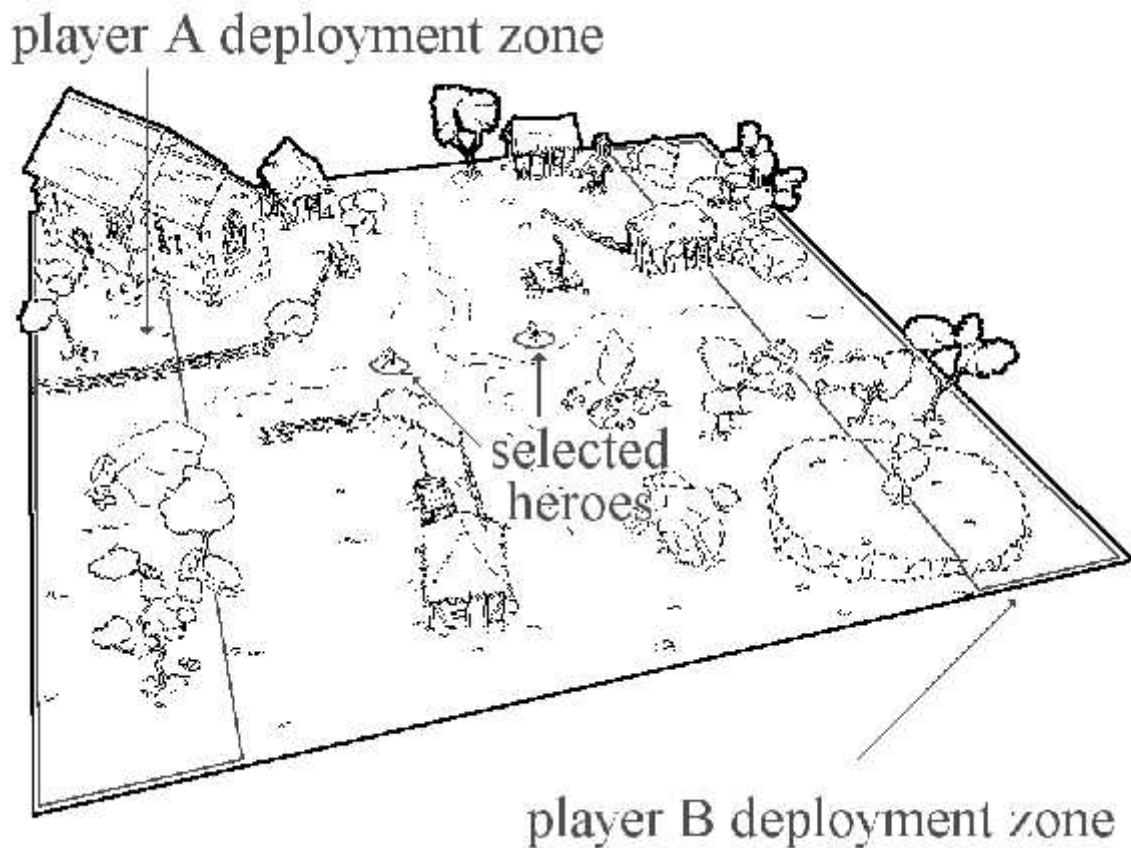 player A deployment zone
selected
heroes
player B deployment zone